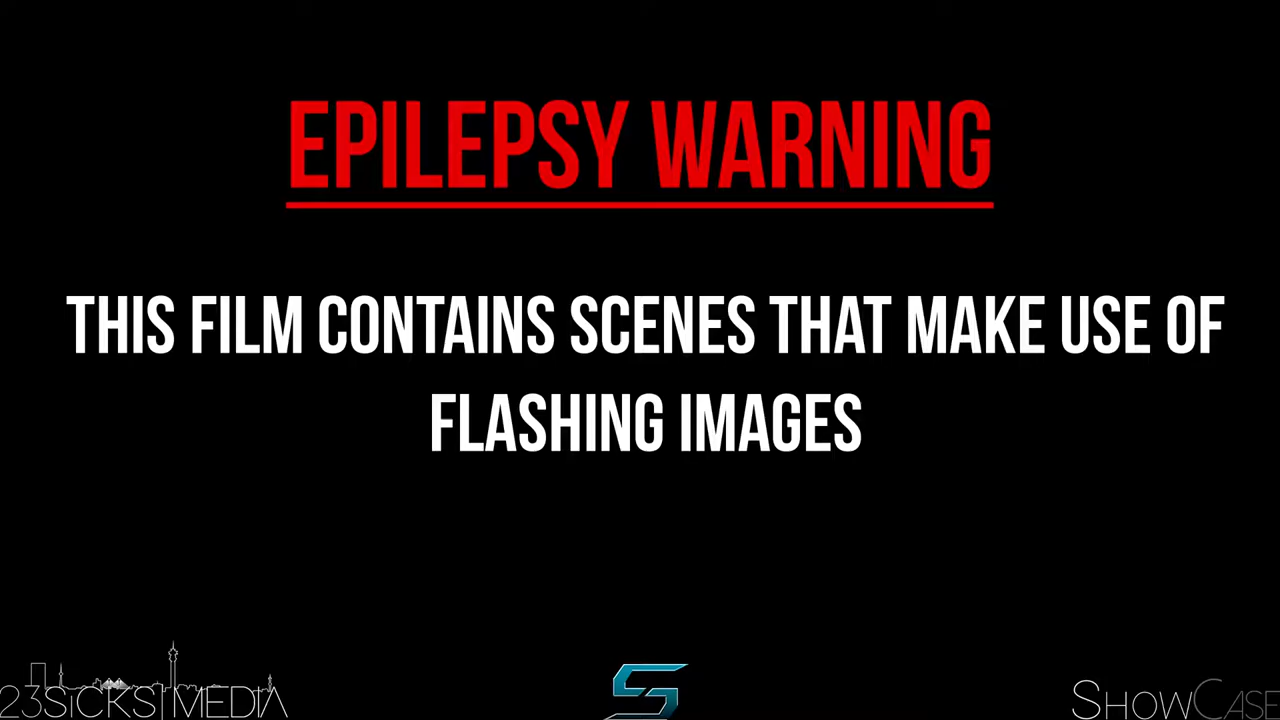 EPILEPSY WARNING
THIS FILM CONTAINS SCENES THAT MAKE USE OF
FLASHING IMAGES
23SiCKS|MEDIA
SHOWCASE